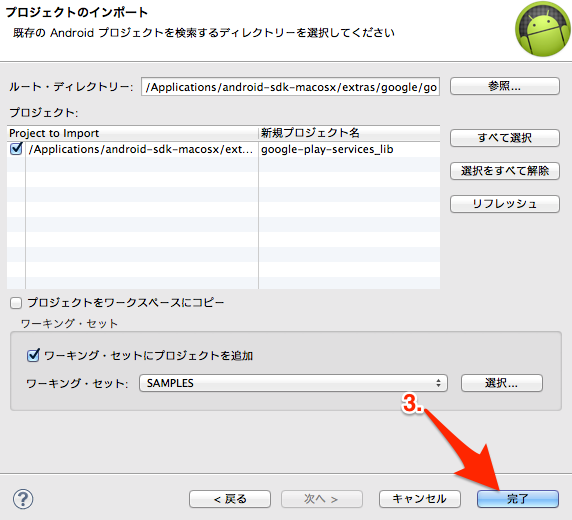 プロジェクトのインポート
既存の Android プロジェクトを検索するディレクトリーを選択してください
ルート・ディレクトリー: /Applications/android-sdk-macosx/extras/google/go 参照...
プロジェクト:
Project to Import 新規プロジェクト名
/Applications/android-sdk-macosx/ext... google-play-services_lib
すべて選択
選択をすべて解除
リフレッシュ
プロジェクトをワークスペースにコピー
ワーキング・セット
ワーキング・セットにプロジェクトを追加
ワーキング・セット: SAMPLES 選択...
3.
? < 戻る 次へ > キャンセル 完了